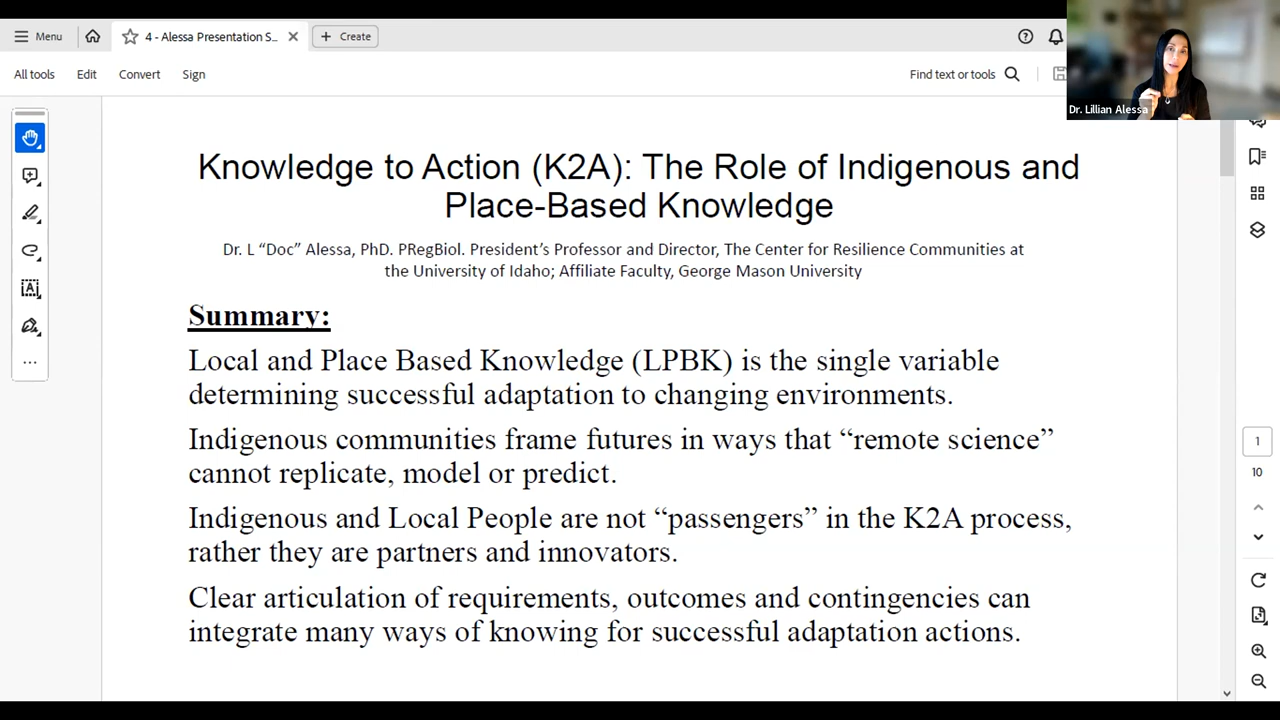 Menu
4 - Alessa Presentation S...
Create
All tools
Edit
Convert
Sign
Find text or tools
Dr. Lillian Alessa
Knowledge to Action (K2A): The Role of Indigenous and
Place-Based Knowledge
Dr. L “Doc” Alessa, PhD. PRegBiol. President’s Professor and Director, The Center for Resilience Communities at
the University of Idaho; Affiliate Faculty, George Mason University
Summary:
Local and Place Based Knowledge (LPBK) is the single variable
determining successful adaptation to changing environments.
Indigenous communities frame futures in ways that “remote science”
cannot replicate, model or predict.
Indigenous and Local People are not “passengers” in the K2A process,
rather they are partners and innovators.
Clear articulation of requirements, outcomes and contingencies can
integrate many ways of knowing for successful adaptation actions.
1
10